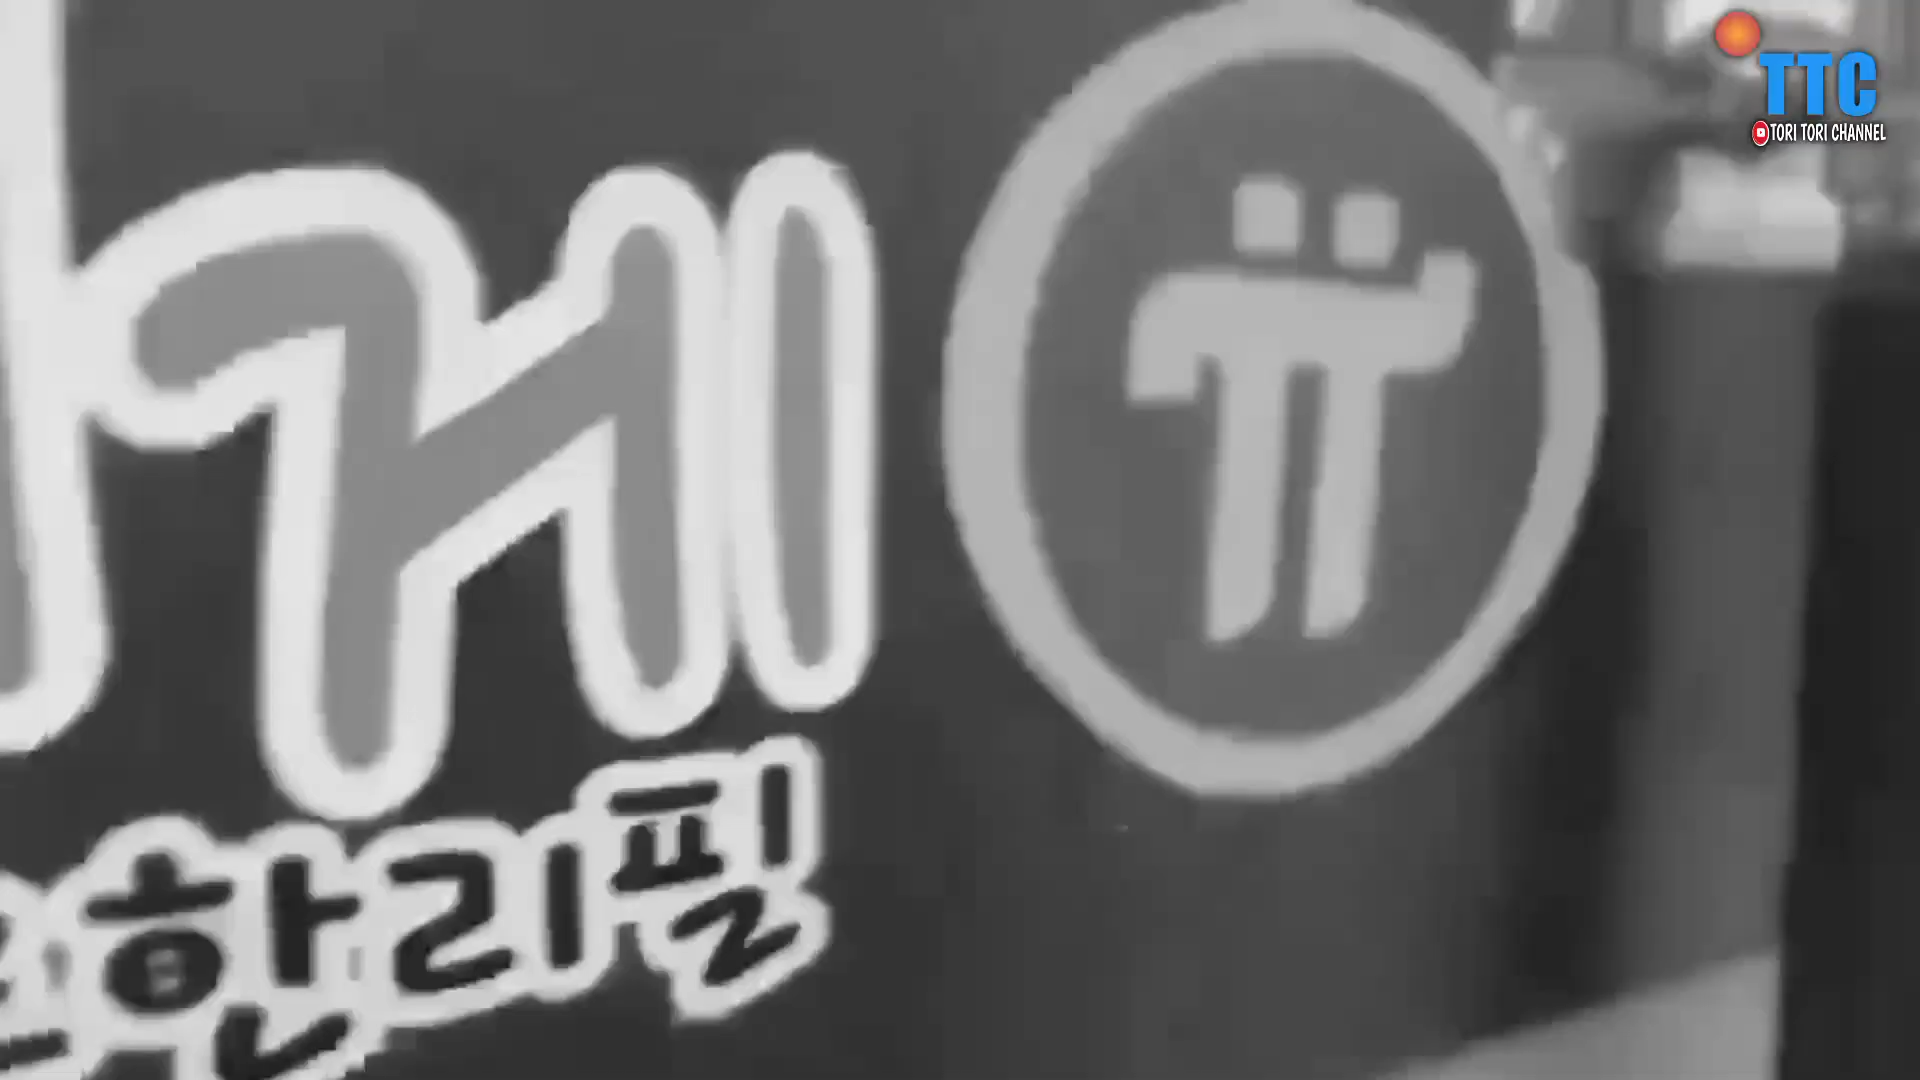 게
한리필
TTC
TORI TORI CHANNEL